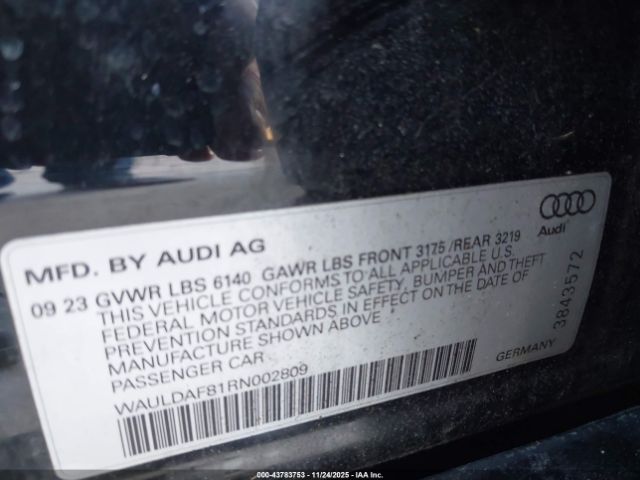 MFD. BY AUDI AG
Audi
09 23 GVWR LBS 6140 GAWR LBS FRONT 3175 /REAR 3219
THIS VEHICLE CONFORMS TO ALL APPLICABLE U.S.
FEDERAL MOTOR VEHICLE SAFETY, BUMPER AND THEFT
PREVENTION STANDARDS IN EFFECT ON THE DATE OF
MANUFACTURE SHOWN ABOVE
PASSENGER CAR
WAULDAF81RN002809
GERMANY
3843572
000-43783753 - 11/24/2025 - IAA Inc.